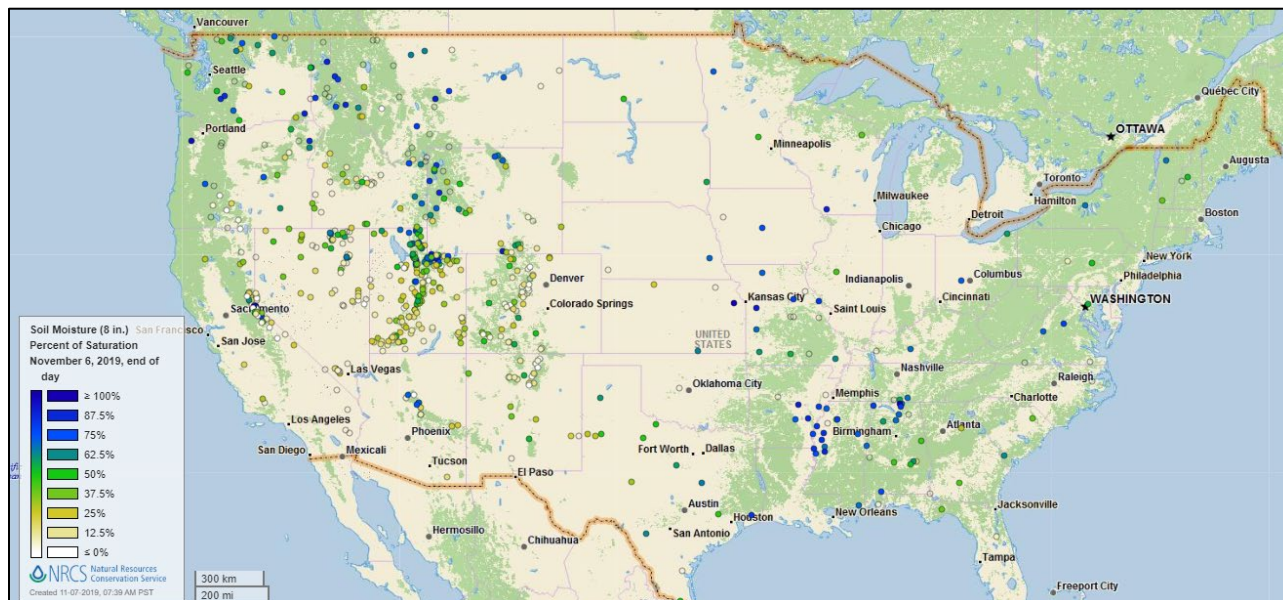 Vancouver
Seattle
Portland
Québec City
OTTAWA
Augusta
Minneapolis
Toronto
Hamilton
Milwaukee
Detroit
Boston
Chicago
New York
Philadelphia
Denver
Colorado Springs
Indianapolis
Columbus
Cincinnati
WASHINGTON
Kansas City
Saint Louis
UNITED
STATES
Sacramento
San Francisco
San Jose
Las Vegas
Nashville
Raleigh
Charlotte
Oklahoma City
Memphis
Los Angeles
Phoenix
Birmingham
Atlanta
San Diego
Mexicali
Tucson
El Paso
Fort Worth
Dallas
Austin
Houston
San Antonio
New Orleans
Jacksonville
Hermosillo
Chihuahua
Tampa
Freeport City
Soil Moisture (8 in.)
Percent of Saturation
November 6, 2019, end of
day
≥ 100%
87.5%
75%
62.5%
50%
37.5%
25%
12.5%
≤ 0%
NRCS Natural Resources
Conservation Service
Created 11-07-2019, 07:39 AM PST
300 km
200 mi